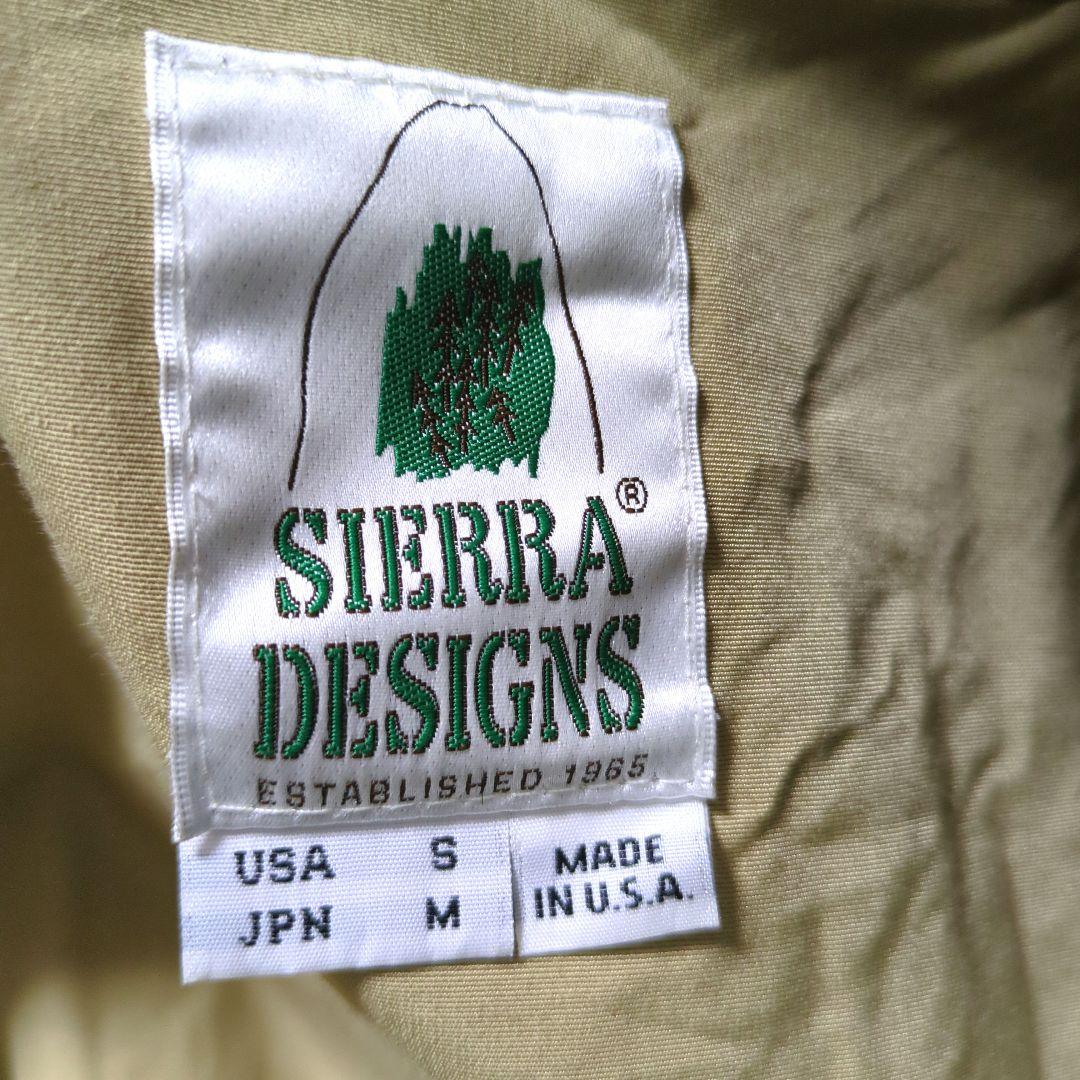 SIERRA®
DESIGNS
ESTABLISHED 1965
USA S
JPN M
MADE
IN U.S.A.